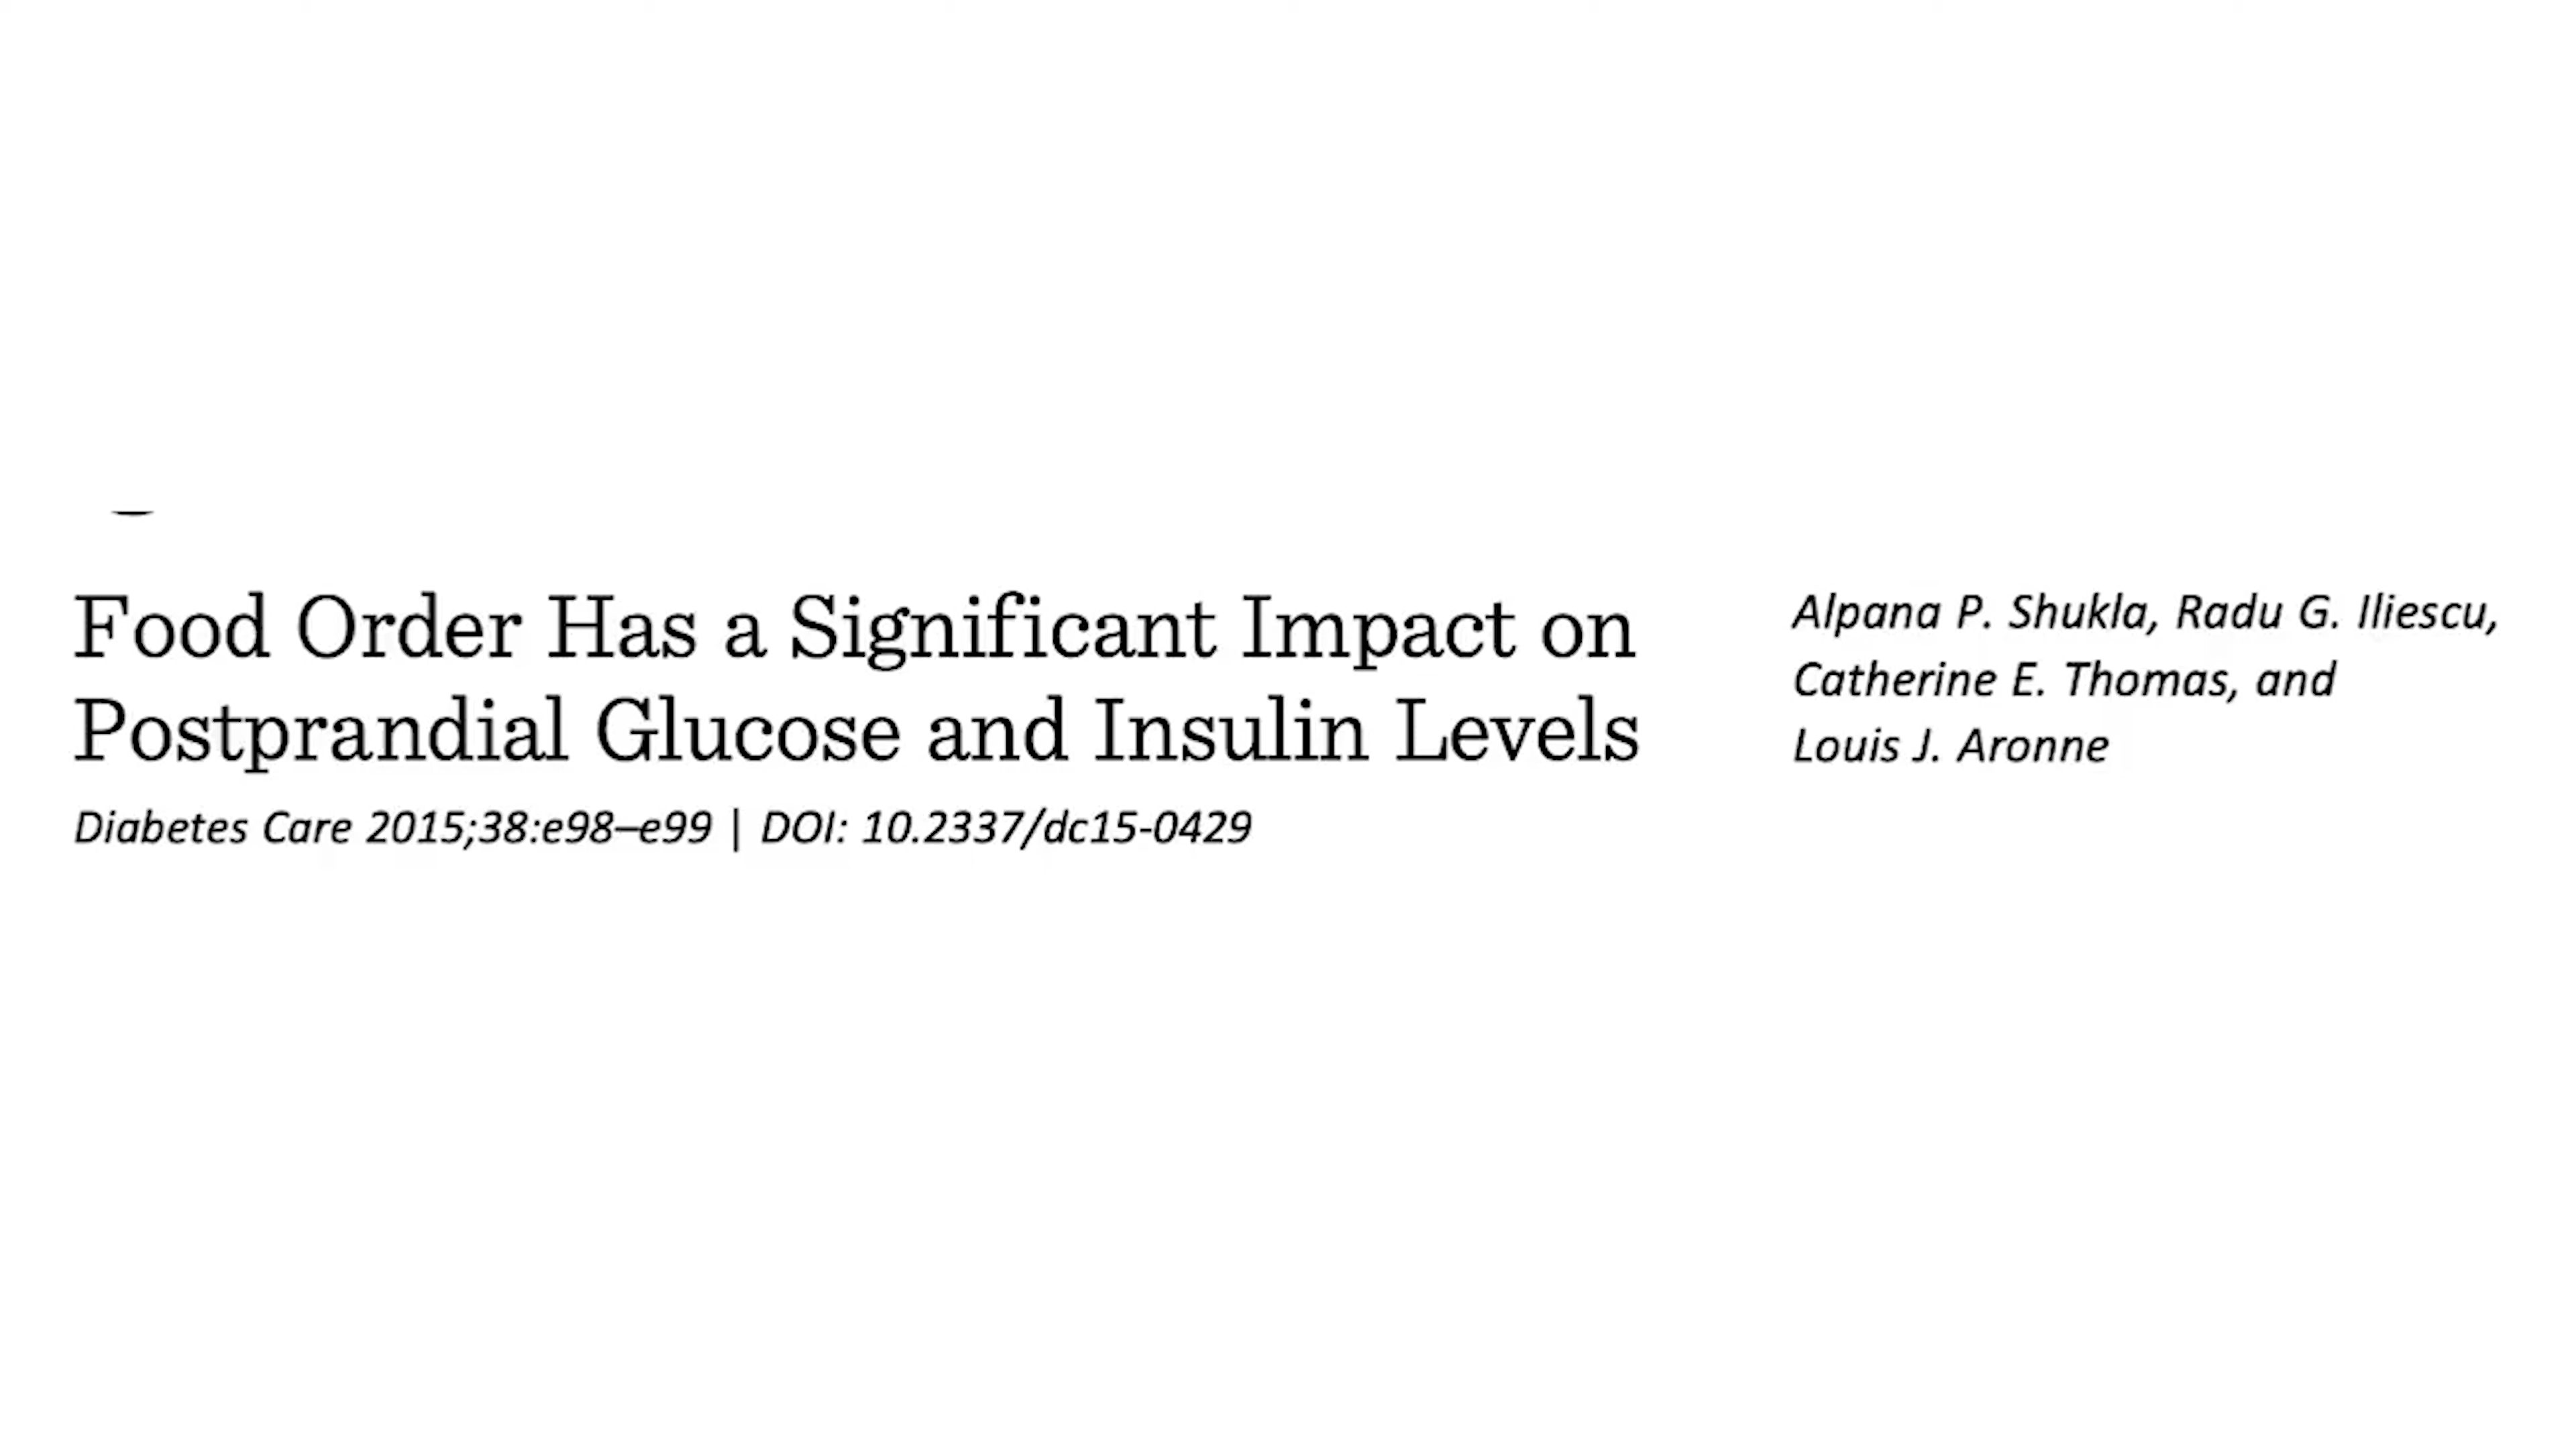 Food Order Has a Significant Impact on
Postprandial Glucose and Insulin Levels
Diabetes Care 2015;38:e98–e99 | DOI: 10.2337/dc15-0429
Alpana P. Shukla, Radu G. Iliescu,
Catherine E. Thomas, and
Louis J. Aronne